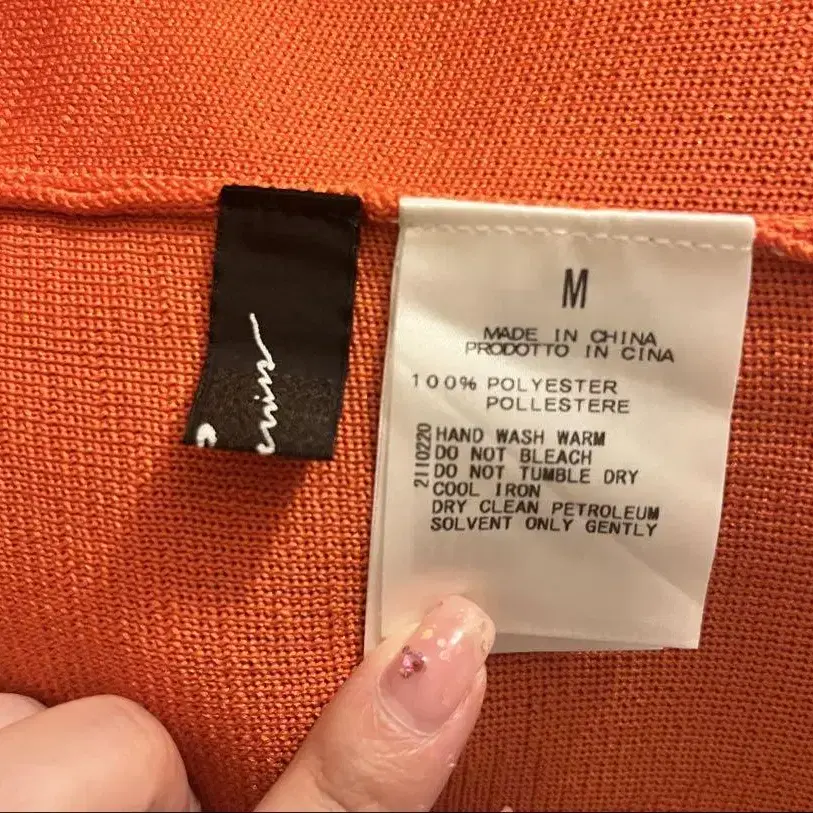 M
MADE IN CHINA
PRODOTTO IN CINA
100% POLYESTER
POLLESTERE
2110220
HAND WASH WARM
DO NOT BLEACH
DO NOT TUMBLE DRY
COOL IRON
DRY CLEAN PETROLEUM
SOLVENT ONLY GENTLY